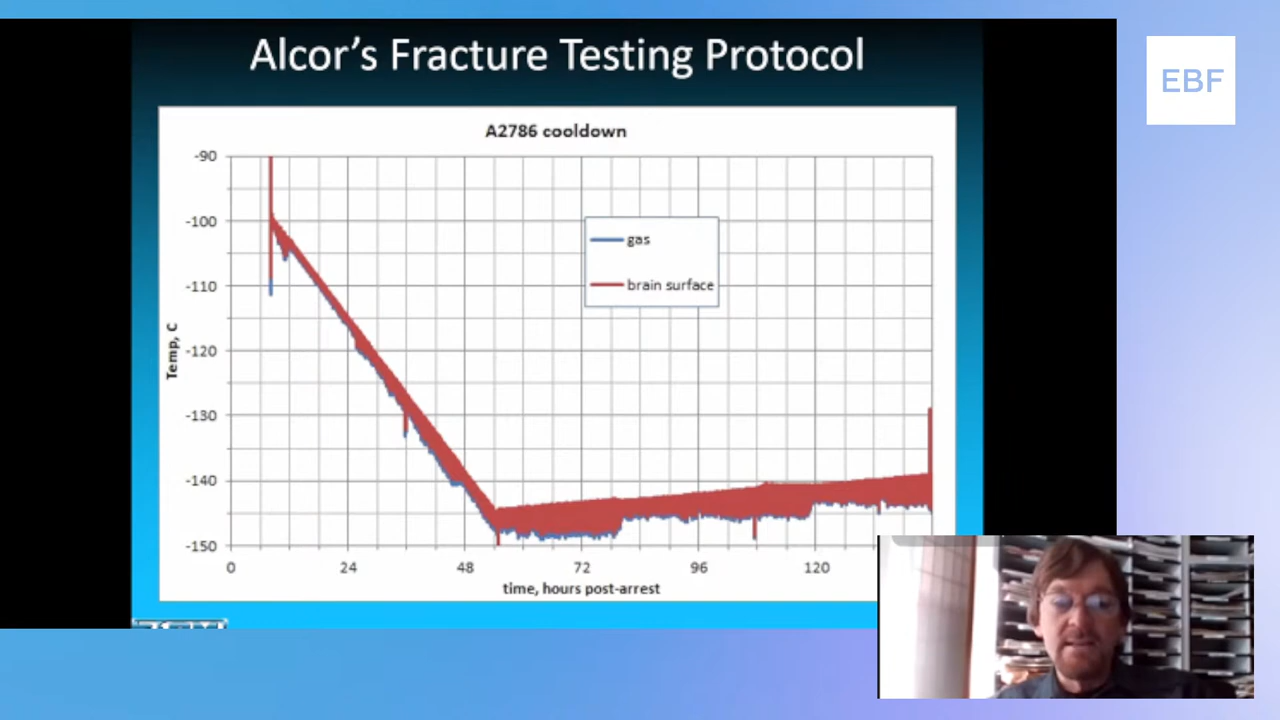 Alcor's Fracture Testing Protocol
EBF
A2786 cooldown
-90
-100
-110
-120
-130
-140
-150
Temp, C
gas
brain surface
0 24 48 72 96 120
time, hours post-arrest